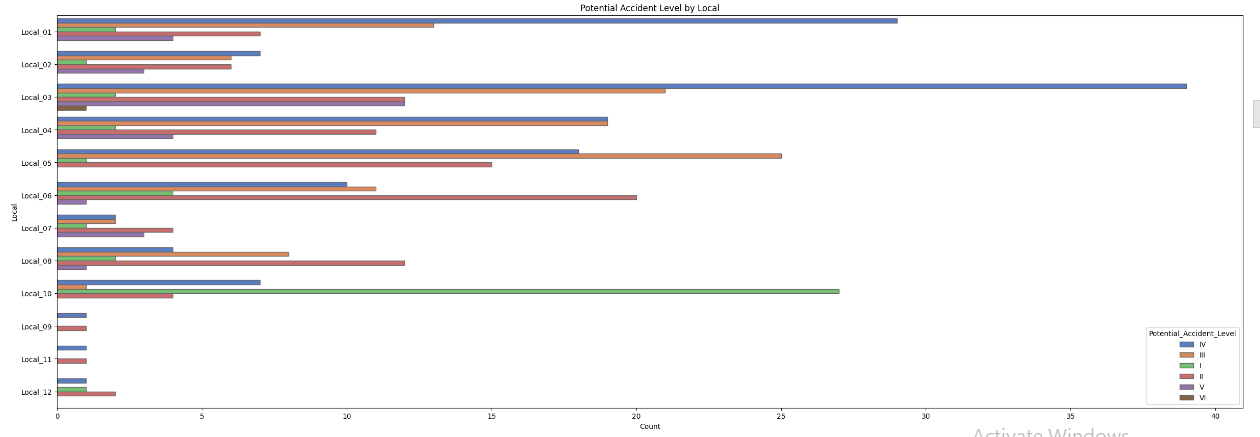 Potential Accident Level by Local
Local
Local_01
Local_02
Local_03
Local_04
Local_05
Local_06
Local_07
Local_08
Local_10
Local_09
Local_11
Local_12
Potential_Accident_Level
IV
III
I
II
V
VI
0 5 10 15 20 25 30 35 40
Count
Activate Windows